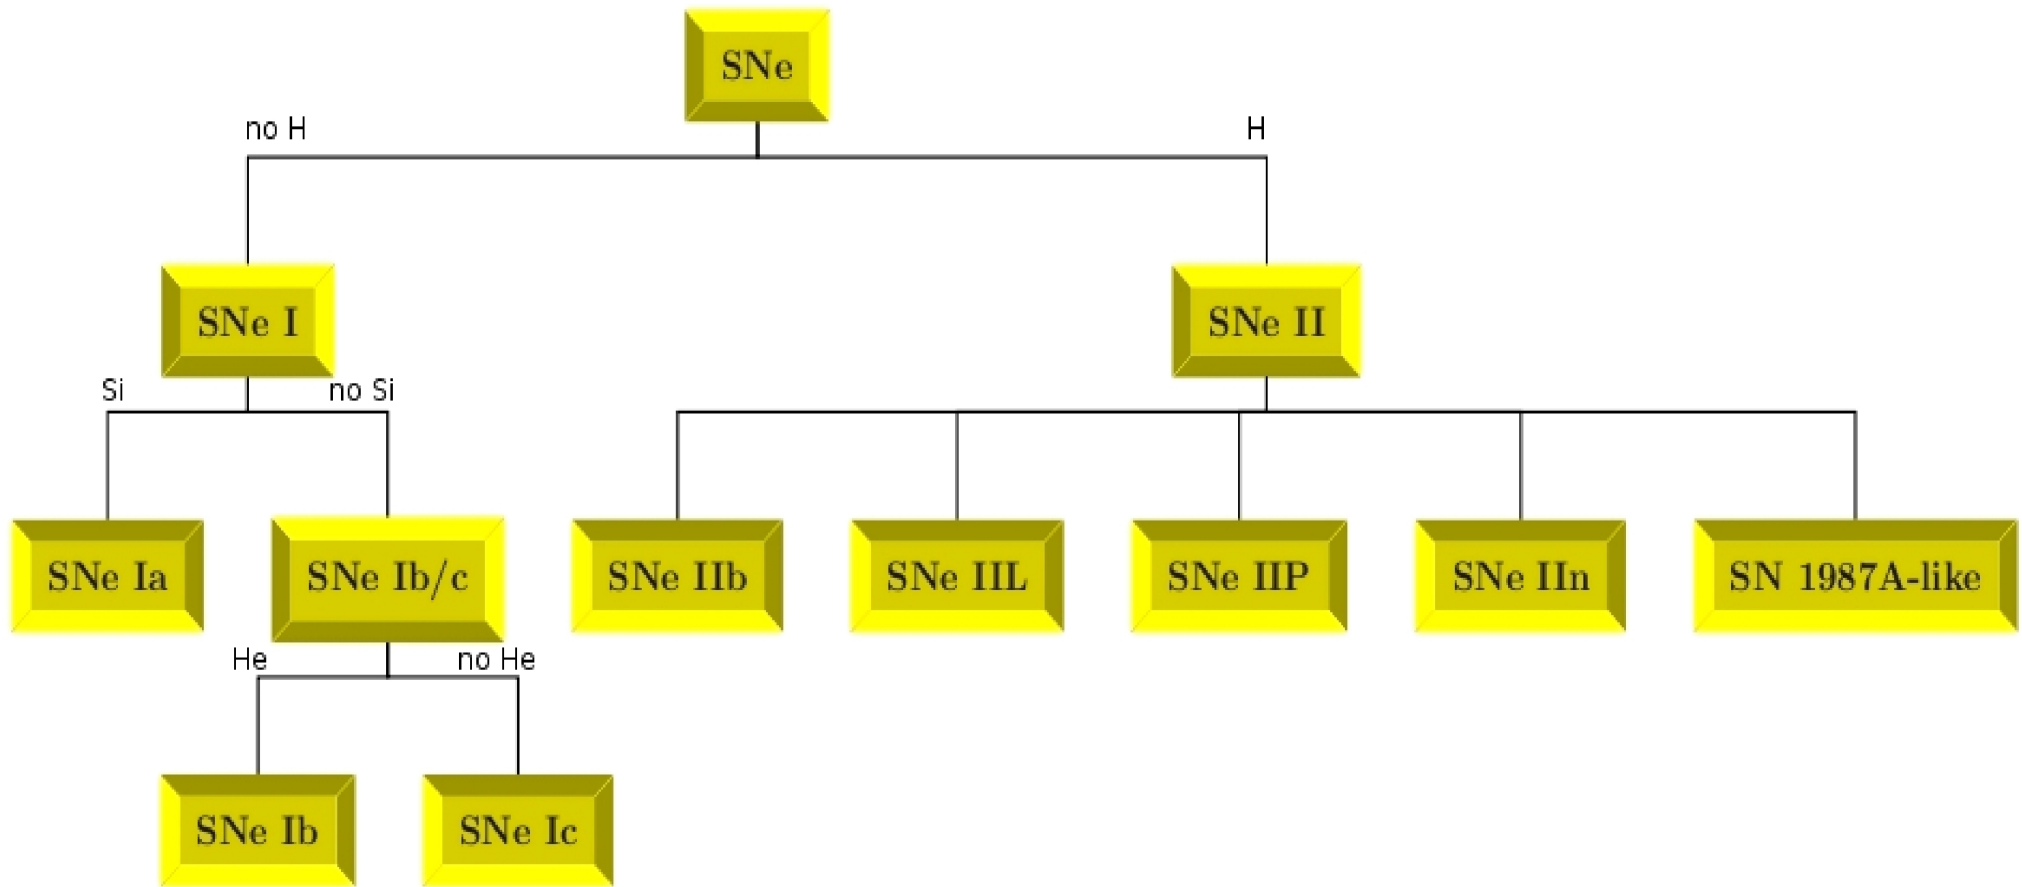 SNe
no H
H
SNe I
SNe II
Si
no Si
SNe Ia
SNe Ib/c
SNe IIb
SNe IIL
SNe IIP
SNe IIn
SN 1987A-like
He
no He
SNe Ib
SNe Ic